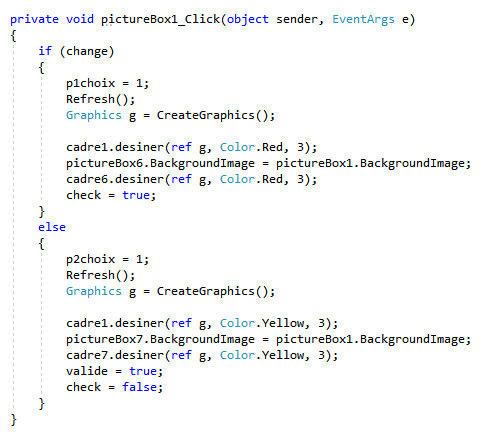 private void pictureBox1_Click(object sender, EventArgs e)
{
    if (change)
    {
        p1choix = 1;
        Refresh();
        Graphics g = CreateGraphics();

        cadre1.desiner(ref g, Color.Red, 3);
        pictureBox6.BackgroundImage = pictureBox1.BackgroundImage;
        cadre6.desiner(ref g, Color.Red, 3);
        check = true;
    }
    else
    {
        p2choix = 1;
        Refresh();
        Graphics g = CreateGraphics();

        cadre1.desiner(ref g, Color.Yellow, 3);
        pictureBox7.BackgroundImage = pictureBox1.BackgroundImage;
        cadre7.desiner(ref g, Color.Yellow, 3);
        valide = true;
        check = false;
    }
}